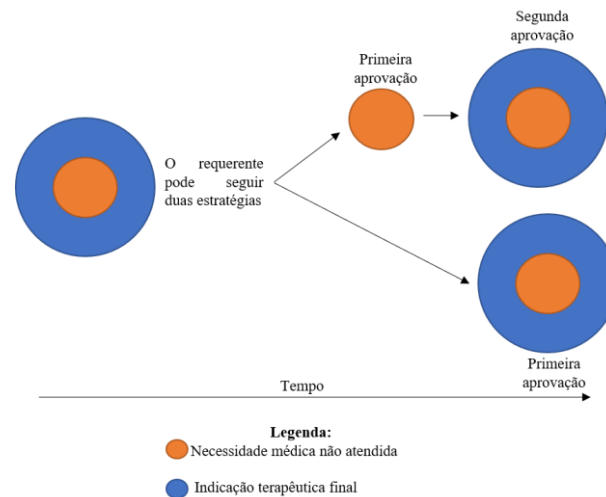 Segunda
aprovação
Primeira
aprovação
O requerente
pode seguir
duas estratégias
Primeira
aprovação
Tempo
Legenda:
Necessidade médica não atendida
Indicação terapêutica final